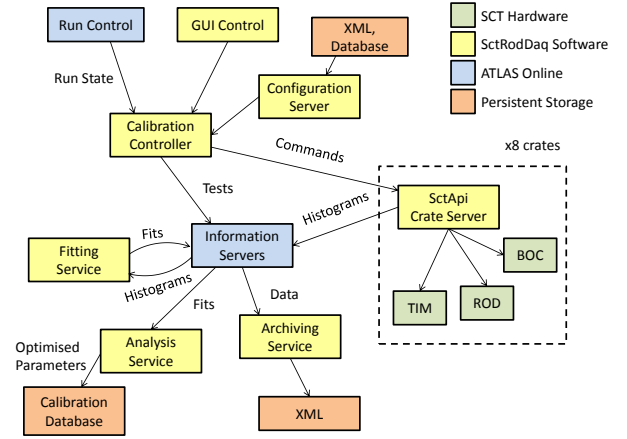 Run Control
GUI Control
XML,
Database
SCT Hardware
SctRodDaq Software
ATLAS Online
Persistent Storage
Run State
Configuration
Server
Calibration
Controller
Commands
x8 crates
Tests
SctApi
Crate Server
Histograms
Fits
Information
Servers
Fitting
Service
BOC
Histograms
TIM
ROD
Fits
Data
Optimised
Parameters
Analysis
Service
Archiving
Service
Calibration
Database
XML